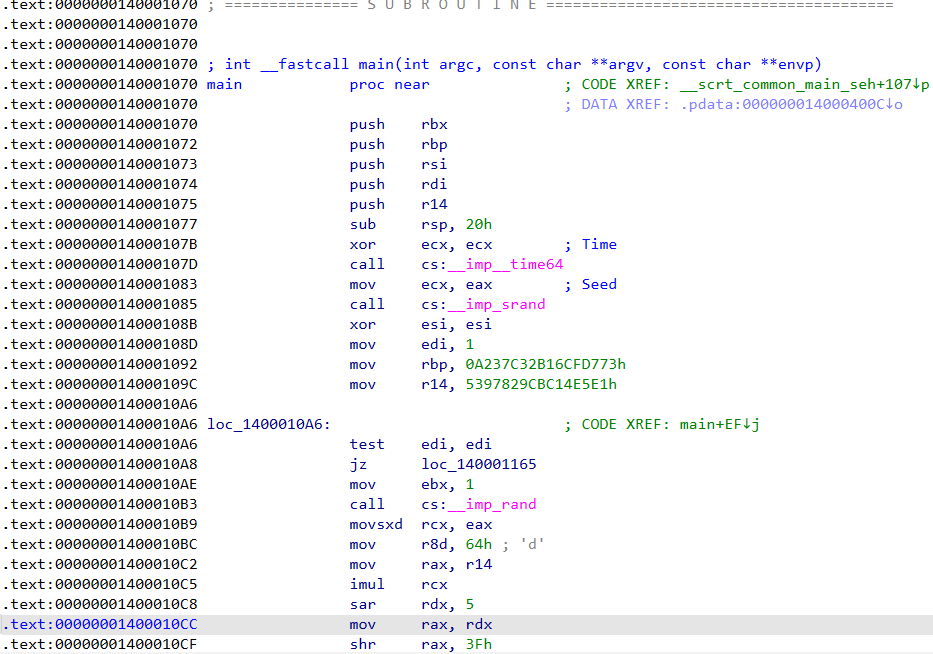 .text:0000000140001070 ; =============== S U B R O U T I N E =======================================
.text:0000000140001070
.text:0000000140001070
.text:0000000140001070 ; int __fastcall main(int argc, const char **argv, const char **envp)
.text:0000000140001070 main            proc near               ; CODE XREF: __scrt_common_main_seh+107↓p
.text:0000000140001070                                         ; DATA XREF: .pdata:000000014000400C↓o
.text:0000000140001070                 push    rbx
.text:0000000140001072                 push    rbp
.text:0000000140001073                 push    rsi
.text:0000000140001074                 push    rdi
.text:0000000140001075                 push    r14
.text:0000000140001077                 sub     rsp, 20h
.text:000000014000107B                 xor     ecx, ecx        ; Time
.text:000000014000107D                 call    cs:__imp__time64
.text:0000000140001083                 mov     ecx, eax        ; Seed
.text:0000000140001085                 call    cs:__imp_srand
.text:000000014000108B                 xor     esi, esi
.text:000000014000108D                 mov     edi, 1
.text:0000000140001092                 mov     rbp, 0A237C32B16CFD773h
.text:000000014000109C                 mov     r14, 5397829CBC14E5E1h
.text:00000001400010A6
.text:00000001400010A6 loc_1400010A6:                          ; CODE XREF: main+EF↓j
.text:00000001400010A6                 test    edi, edi
.text:00000001400010A8                 jz      loc_140001165
.text:00000001400010AE                 mov     ebx, 1
.text:00000001400010B3                 call    cs:__imp_rand
.text:00000001400010B9                 movsxd  rcx, eax
.text:00000001400010BC                 mov     r8d, 64h ; 'd'
.text:00000001400010C2                 mov     rax, r14
.text:00000001400010C5                 imul    rcx
.text:00000001400010C8                 sar     rdx, 5
.text:00000001400010CC                 mov     rax, rdx
.text:00000001400010CF                 shr     rax, 3Fh